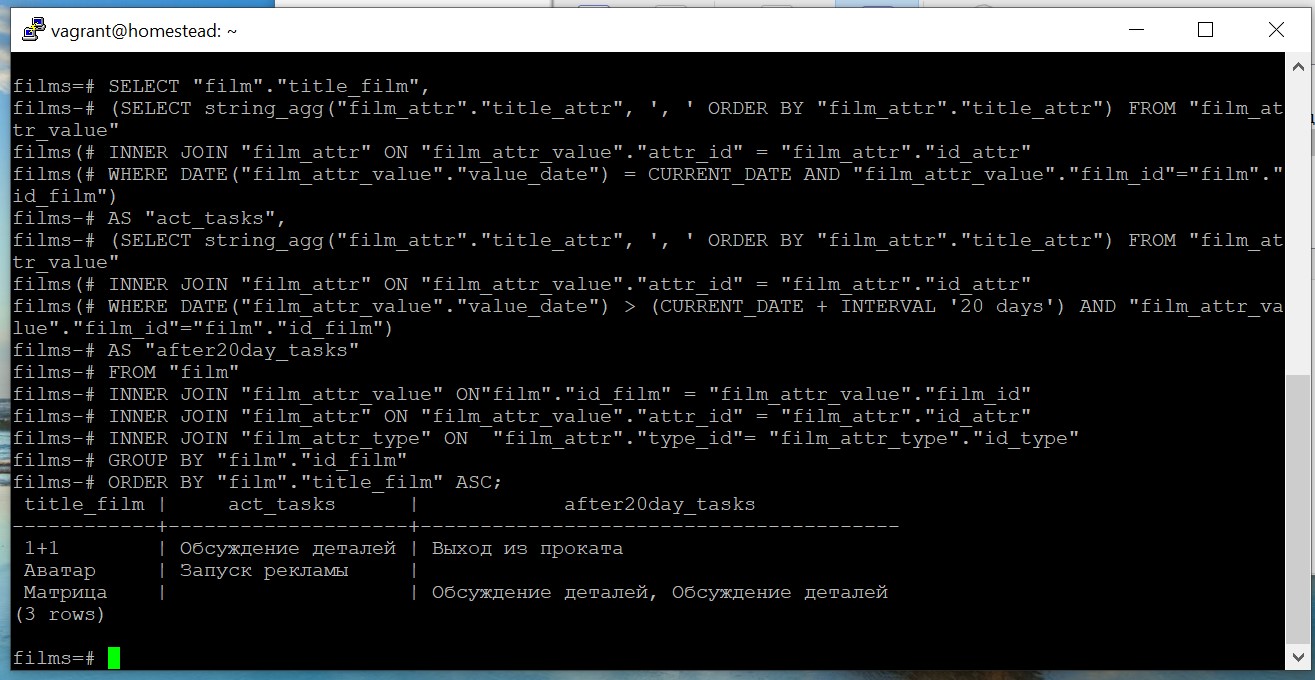 vagrant@homestead: ~
films=# SELECT "film"."title_film",
films-# (SELECT string_agg("film_attr"."title_attr", ', ' ORDER BY "film_attr"."title_attr") FROM "film_at
tr_value"
films(# INNER JOIN "film_attr" ON "film_attr_value"."attr_id" = "film_attr"."id_attr"
films(# WHERE DATE("film_attr_value"."value_date") = CURRENT_DATE AND "film_attr_value"."film_id"="film"."
id_film")
films-# AS "act_tasks",
films-# (SELECT string_agg("film_attr"."title_attr", ', ' ORDER BY "film_attr"."title_attr") FROM "film_at
tr_value"
films(# INNER JOIN "film_attr" ON "film_attr_value"."attr_id" = "film_attr"."id_attr"
films(# WHERE DATE("film_attr_value"."value_date") > (CURRENT_DATE + INTERVAL '20 days') AND "film_attr_va
lue"."film_id"="film"."id_film")
films-# AS "after20day_tasks"
films-# FROM "film"
films-# INNER JOIN "film_attr_value" ON"film"."id_film" = "film_attr_value"."film_id"
films-# INNER JOIN "film_attr" ON "film_attr_value"."attr_id" = "film_attr"."id_attr"
films-# INNER JOIN "film_attr_type" ON  "film_attr"."type_id"= "film_attr_type"."id_type"
films-# GROUP BY "film"."id_film"
films-# ORDER BY "film"."title_film" ASC;
 title_film |     act_tasks      |            after20day_tasks
------------+--------------------+----------------------------------------
 1+1        | Обсуждение деталей | Выход из проката
 Аватар     | Запуск рекламы     |
 Матрица    |                    | Обсуждение деталей, Обсуждение деталей
(3 rows)
films=#